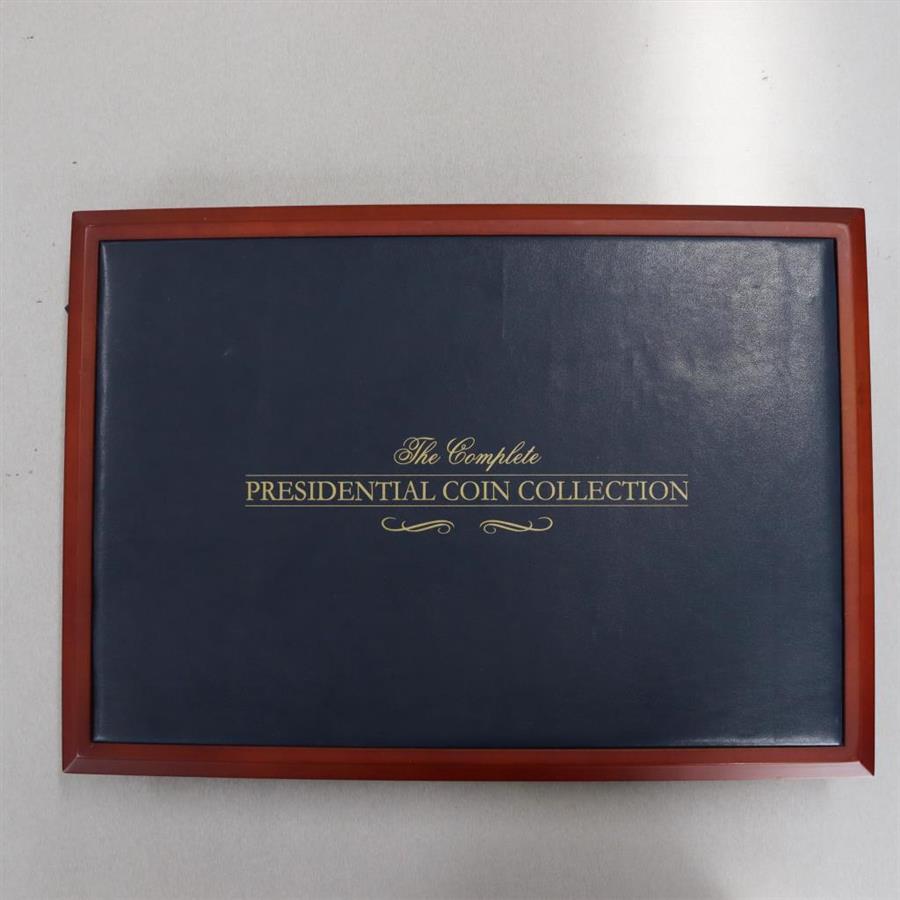 The Complete
PRESIDENTIAL COIN COLLECTION